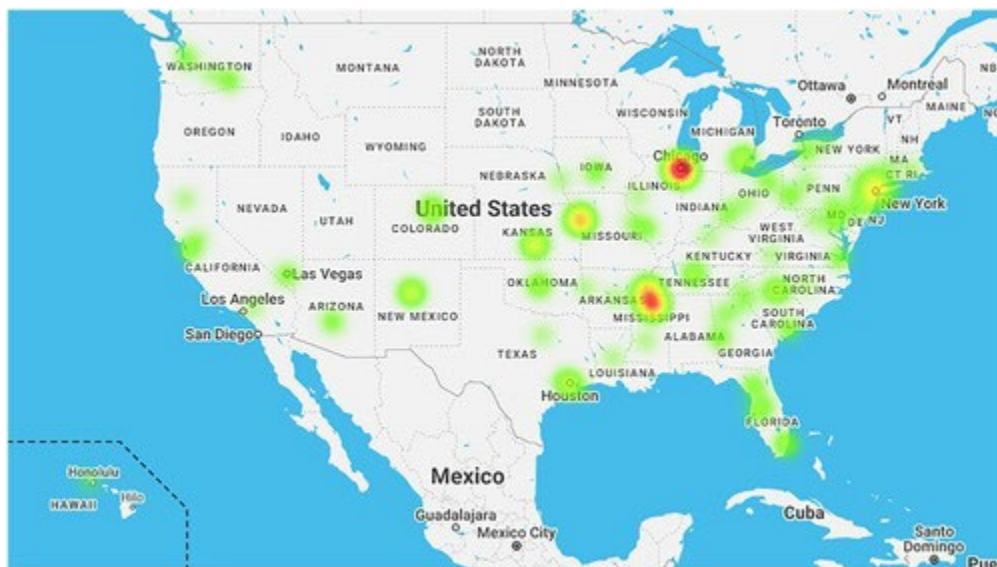 WASHINGTON
MONTANA
NORTH
DAKOTA
MINNESOTA
Ottawa
Montreal
MAINE
VT
NH
OREGON
IDAHO
SOUTH
DAKOTA
WISCONSIN
MICHIGAN
Toronto
NEW YORK
MA
CT RI
WYOMING
NEBRASKA
IOWA
Chicago
ILLINOIS
INDIANA
OHIO
PENN
New York
NJ
MD
DE
NEVADA
UTAH
COLORADO
United States
KANSAS
MISSOURI
WEST
VIRGINIA
KENTUCKY
VIRGINIA
CALIFORNIA
Las Vegas
Los Angeles
San Diego
ARIZONA
NEW MEXICO
OKLAHOMA
ARKANSAS
TENNESSEE
NORTH
CAROLINA
MISSISSIPPI
ALABAMA
SOUTH
CAROLINA
GEORGIA
TEXAS
LOUISIANA
Houston
FLORIDA
Honolulu
HAWAII
Hilo
Mexico
Guadalajara
Mexico City
Cuba
Santo
Domingo